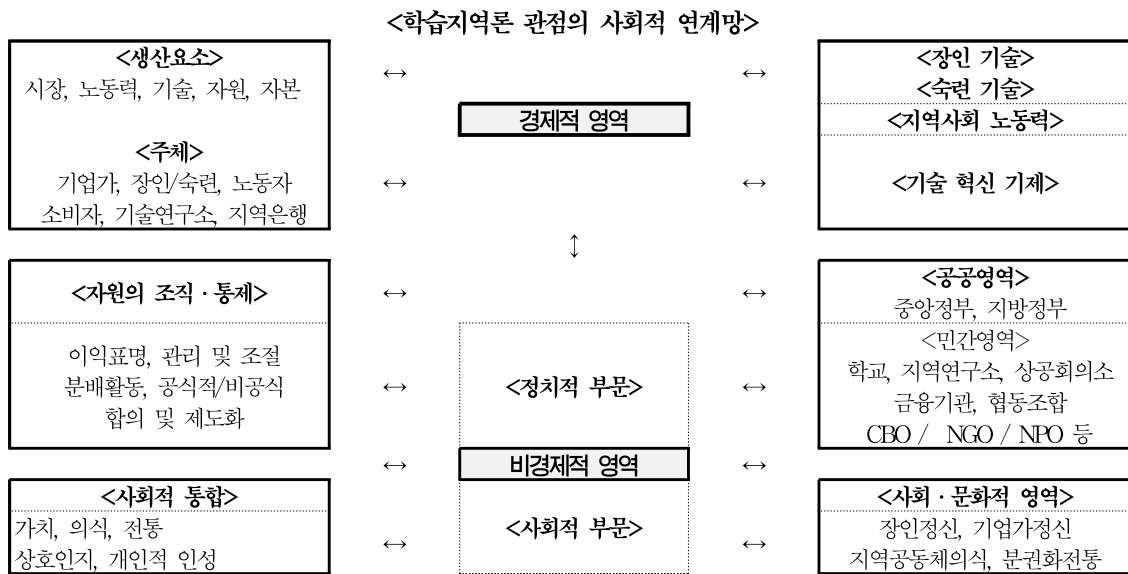 <학습지역론 관점의 사회적 연계망>
<생산요소>
시장, 노동력, 기술, 자원, 자본
<주체>
기업가, 장인/숙련, 노동자
소비자, 기술연구소, 지역은행
↔
경제적 영역
↔
↔
↔
<장인 기술>
<숙련 기술>
<지역사회 노동력>
<기술 혁신 기제>
↕
<자원의 조직·통제>
이익표명, 관리 및 조절
분배활동, 공식적/비공식
합의 및 제도화
↔
↔
<정치적 부문>
↔
↔
<공공영역>
중앙정부, 지방정부
<민간영역>
학교, 지역연구소, 상공회의소
금융기관, 협동조합
CBO / NGO / NPO 등
↔
비경제적 영역
↔
<사회적 통합>
가치, 의식, 전통
상호인지, 개인적 인성
↔
<사회적 부문>
↔
<사회·문화적 영역>
장인정신, 기업가정신
지역공동체의식, 분권화전통